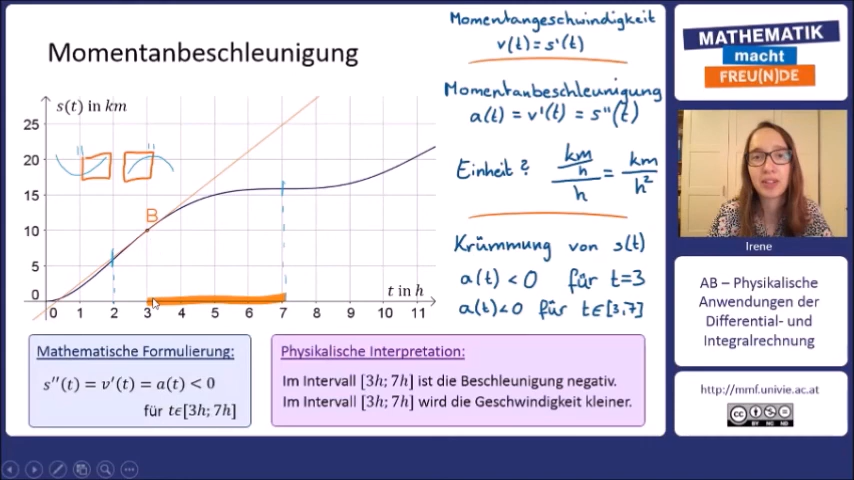 Momentanbeschleunigung
s(t) in km
25
20
15
10
5
0
B
0 1 2 3 4 5 6 7 8 9 10 11
t in h
Momentangeschwindigkeit
v(t) = s'(t)
Momentanbeschleunigung
a(t) = v'(t) = s''(t)
Einheit? km/h / h = km/h²
Krümmung von s(t)
a(t) < 0 für t=3
a(t) < 0 für t∈[3,7]
Mathematische Formulierung:
s''(t) = v'(t) = a(t) < 0
für t∈[3h; 7h]
Physikalische Interpretation:
Im Intervall [3h; 7h] ist die Beschleunigung negativ.
Im Intervall [3h; 7h] wird die Geschwindigkeit kleiner.
MATHEMATIK
macht
FREU(N)DE
Irene
AB – Physikalische
Anwendungen der
Differential- und
Integralrechnung
http://mmf.univie.ac.at
cc
BY NC ND